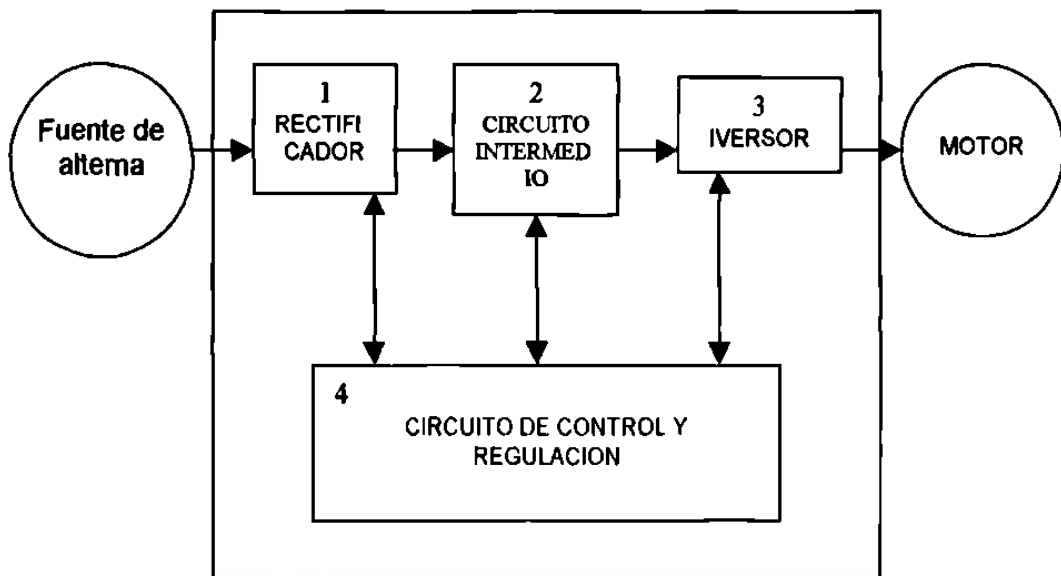 Fuente de
alterna
1
RECTIFI
CADOR
2
CIRCUITO
INTERMED
IO
3
IVERSOR
MOTOR
4
CIRCUITO DE CONTROL Y
REGULACION